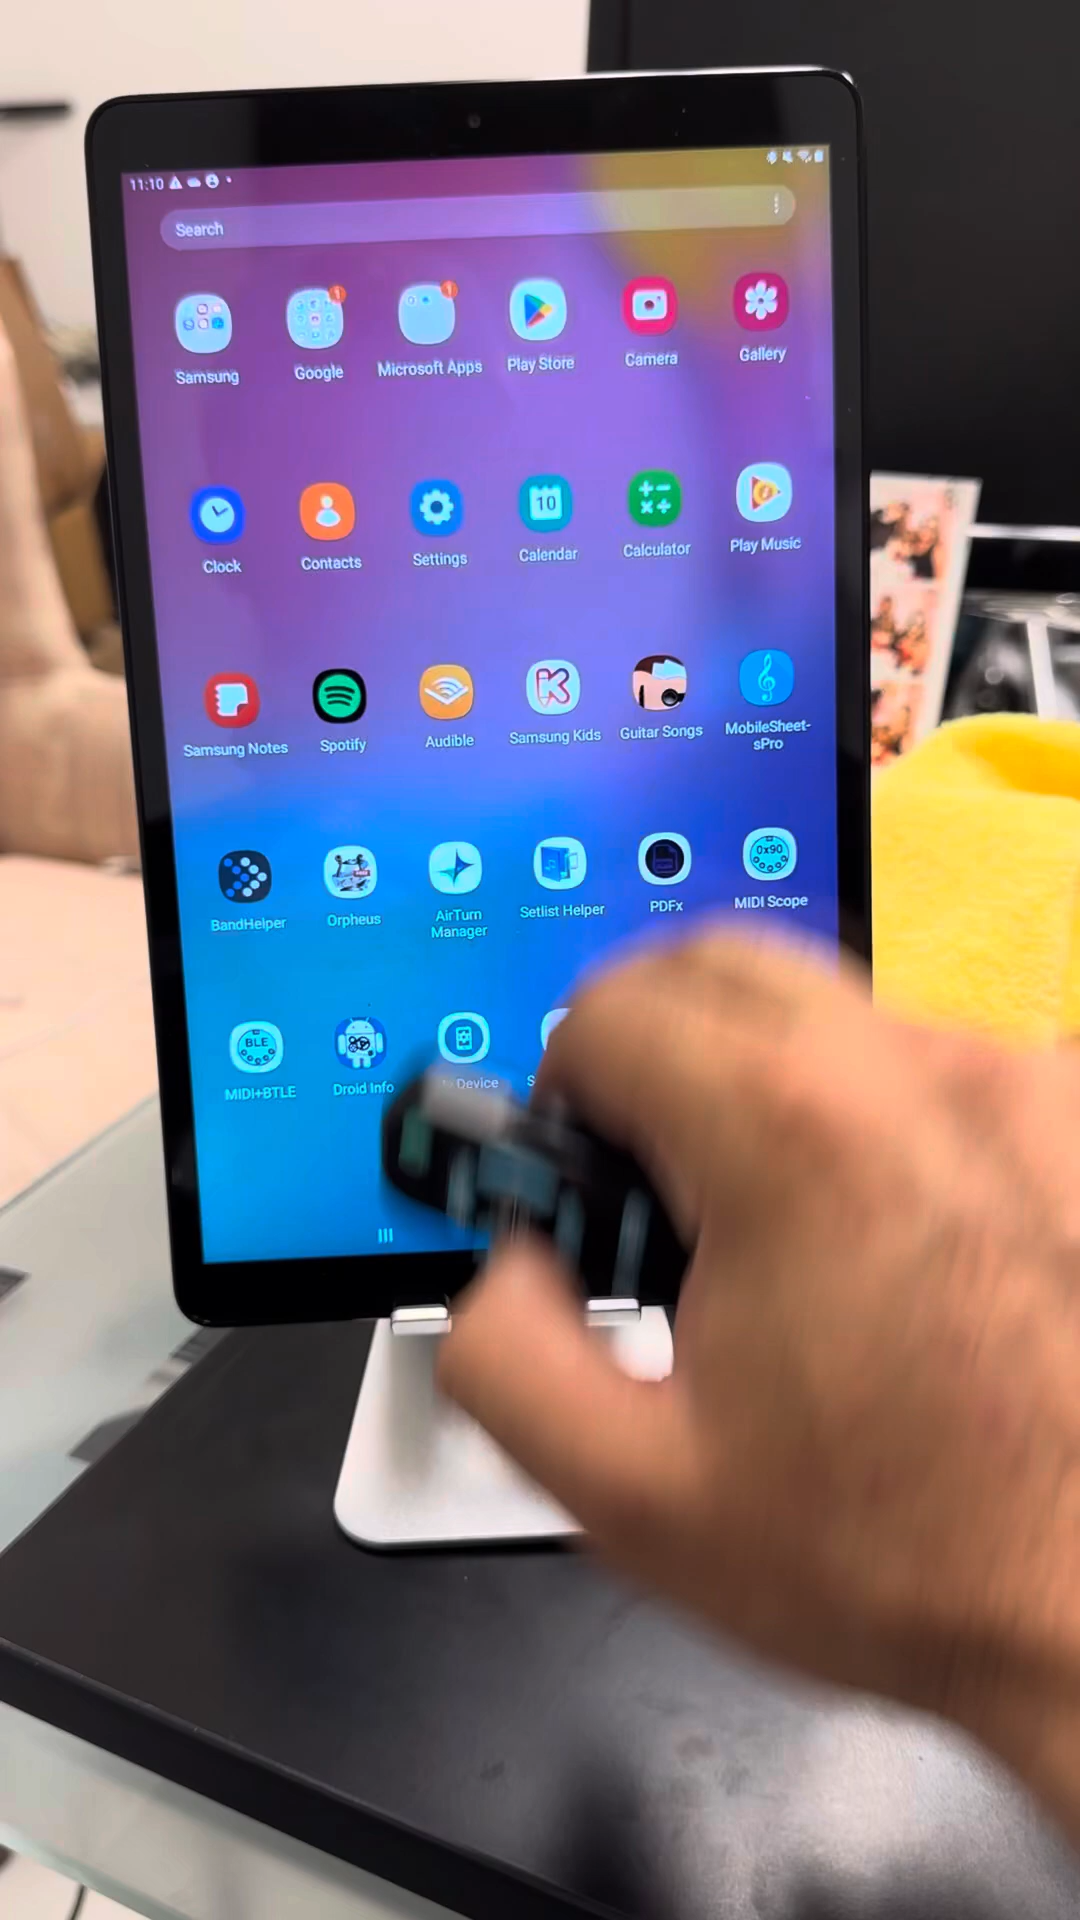 11:10
Search
Samsung
Google
Microsoft Apps
Play Store
Camera
Gallery
Clock
Contacts
Settings
10
Calendar
Calculator
Play Music
Samsung Notes
Spotify
Audible
Samsung Kids
Guitar Songs
MobileSheet-
sPro
BandHelper
Orpheus
AirTurn
Manager
Setlist Helper
PDFx
0x90
MIDI Scope
BLE
MIDI+BTLE
Droid Info
Device